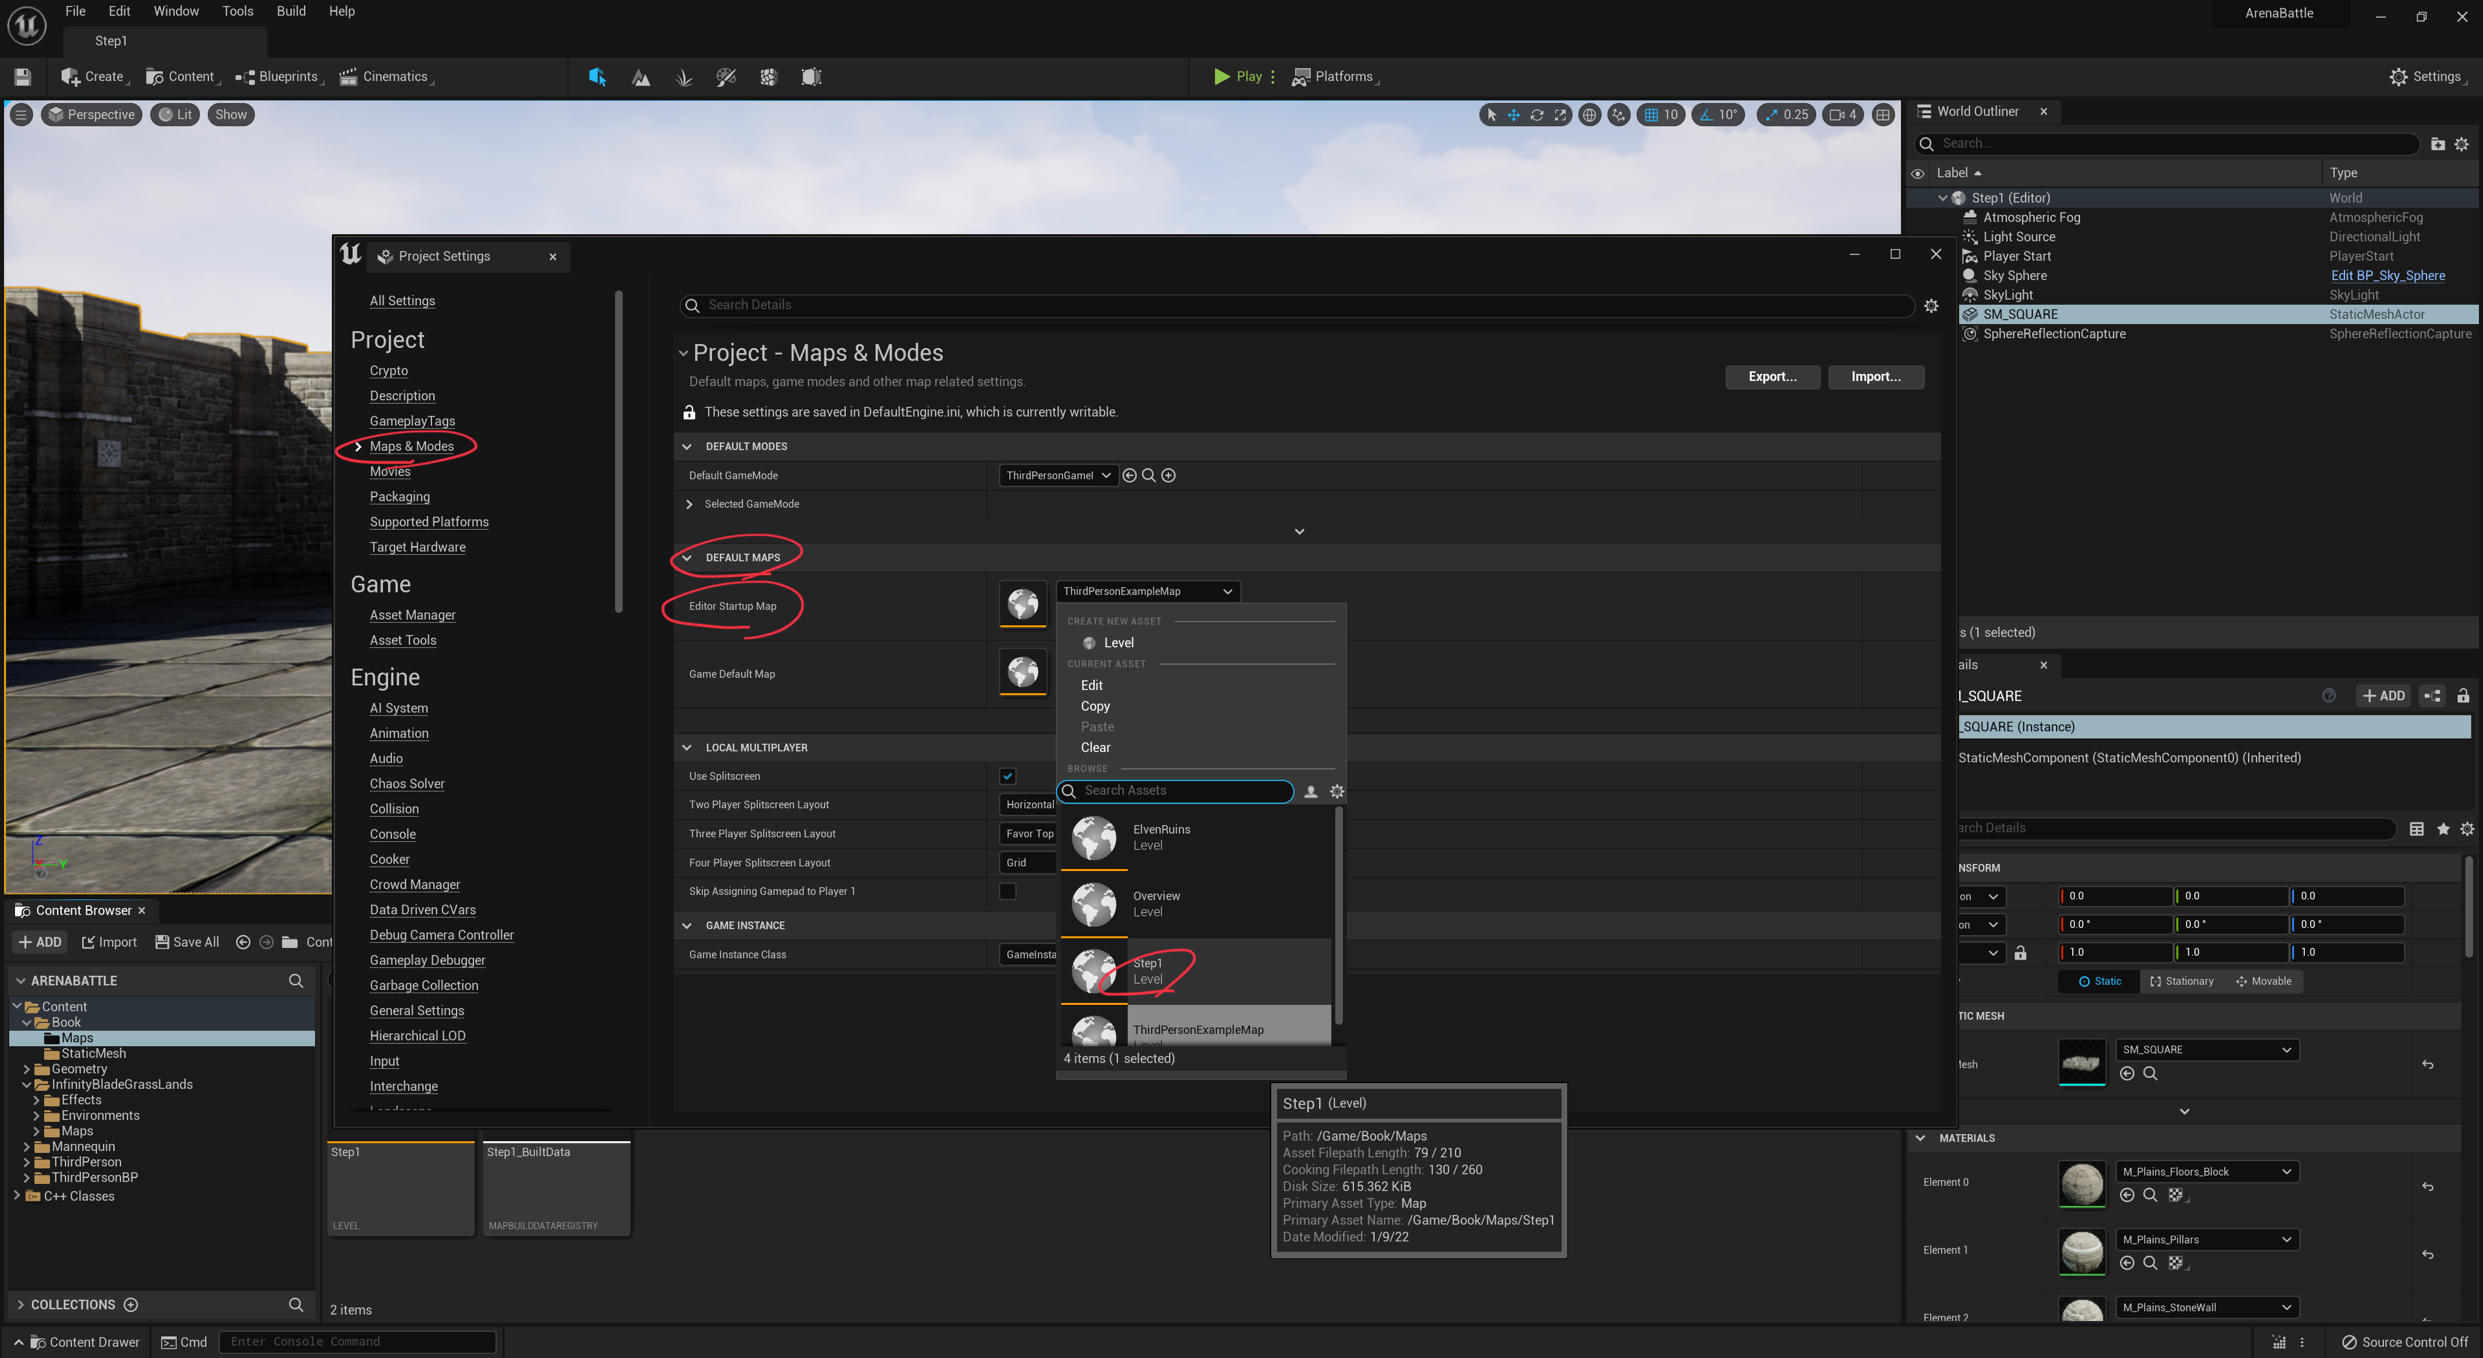 File Edit Window Tools Build Help
ArenaBattle
Step1
Create Content Blueprints Cinematics
Play Platforms
Settings
Perspective Lit Show
10 10° 0.25 4
World Outliner
Search...
Label Type
Step1 (Editor) World
Atmospheric Fog AtmosphericFog
Light Source DirectionalLight
Player Start PlayerStart
Sky Sphere Edit BP_Sky_Sphere
SkyLight SkyLight
SM_SQUARE StaticMeshActor
SphereReflectionCapture SphereReflectionCapture
s (1 selected)
Project Settings
All Settings
Project
Crypto
Description
GameplayTags
Maps & Modes
Movies
Packaging
Supported Platforms
Target Hardware
Game
Asset Manager
Asset Tools
Engine
AI System
Animation
Audio
Chaos Solver
Collision
Console
Cooker
Crowd Manager
Data Driven CVars
Debug Camera Controller
Gameplay Debugger
Garbage Collection
General Settings
Hierarchical LOD
Input
Interchange
Search Details
Project - Maps & Modes
Default maps, game modes and other map related settings.
Export... Import...
These settings are saved in DefaultEngine.ini, which is currently writable.
DEFAULT MODES
Default GameMode ThirdPersonGameI
Selected GameMode
DEFAULT MAPS
Editor Startup Map ThirdPersonExampleMap
Game Default Map
CREATE NEW ASSET
Level
CURRENT ASSET
Edit
Copy
Paste
Clear
BROWSE
Search Assets
ElvenRuins
Level
Overview
Level
Step1
Level
ThirdPersonExampleMap
4 items (1 selected)
LOCAL MULTIPLAYER
Use Splitscreen
Two Player Splitscreen Layout Horizontal
Three Player Splitscreen Layout Favor Top
Four Player Splitscreen Layout Grid
Skip Assigning Gamepad to Player 1
GAME INSTANCE
Game Instance Class GameInsta
Step1 (Level)
Path: /Game/Book/Maps
Asset Filepath Length: 79 / 210
Cooking Filepath Length: 130 / 260
Disk Size: 615.362 KiB
Primary Asset Type: Map
Primary Asset Name: /Game/Book/Maps/Step1
Date Modified: 1/9/22
ails
_SQUARE
ADD
_SQUARE (Instance)
StaticMeshComponent (StaticMeshComponent0) (Inherited)
arch Details
NSFORM
on 0.0 0.0 0.0
on 0.0° 0.0° 0.0°
1.0 1.0 1.0
Static Stationary Movable
TIC MESH
SM_SQUARE
MATERIALS
Element 0 M_Plains_Floors_Block
Element 1 M_Plains_Pillars
Element 2 M_Plains_StoneWall
Content Browser
ADD Import Save All Cont
ARENABATTLE
Content
Book
Maps
StaticMesh
Geometry
InfinityBladeGrassLands
Effects
Environments
Maps
Mannequin
ThirdPerson
ThirdPersonBP
C++ Classes
COLLECTIONS
Step1
LEVEL
Step1_BuiltData
MAPBUILDDATAREGISTRY
2 items
Content Drawer Cmd Enter Console Command
Source Control Off